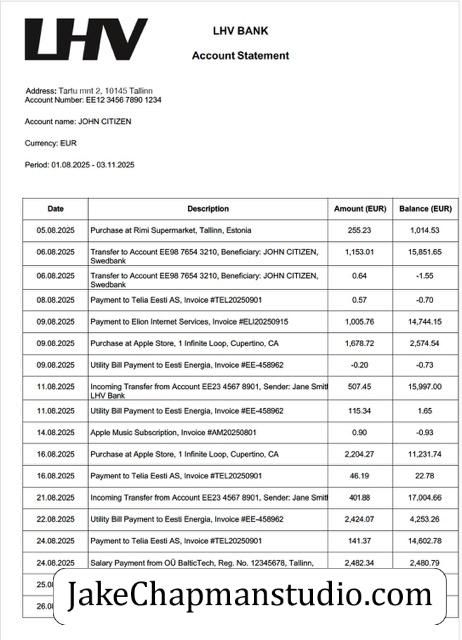 LHV
LHV BANK
Account Statement
Address: Tartu mnt 2, 10145 Tallinn
Account Number: EE12 3456 7890 1234
Account name: JOHN CITIZEN
Currency: EUR
Period: 01.08.2025 - 03.11.2025
Date Description Amount (EUR) Balance (EUR)
05.08.2025 Purchase at Rimi Supermarket, Tallinn, Estonia 255.23 1,014.53
06.08.2025 Transfer to Account EE98 7654 3210, Beneficiary: JOHN CITIZEN, 1,153.01 15,851.65
Swedbank
06.08.2025 Transfer to Account EE98 7654 3210, Beneficiary: JOHN CITIZEN, 0.64 -1.55
Swedbank
08.08.2025 Payment to Telia Eesti AS, Invoice #TEL20250901 0.57 -0.70
09.08.2025 Payment to Elion Internet Services, Invoice #ELI20250915 1,005.76 14,744.15
09.08.2025 Purchase at Apple Store, 1 Infinite Loop, Cupertino, CA 1,678.72 2,574.54
09.08.2025 Utility Bill Payment to Eesti Energia, Invoice #EE-458962 -0.20 -0.73
11.08.2025 Incoming Transfer from Account EE23 4567 8901, Sender: Jane Smith 507.45 15,997.00
LHV Bank
11.08.2025 Utility Bill Payment to Eesti Energia, Invoice #EE-458962 115.34 1.65
14.08.2025 Apple Music Subscription, Invoice #AM20250801 0.90 -0.93
16.08.2025 Purchase at Apple Store, 1 Infinite Loop, Cupertino, CA 2,204.27 11,231.74
16.08.2025 Payment to Telia Eesti AS, Invoice #TEL20250901 46.19 22.78
21.08.2025 Incoming Transfer from Account EE23 4567 8901, Sender: Jane Smith 401.88 17,004.66
22.08.2025 Utility Bill Payment to Eesti Energia, Invoice #EE-458962 2,424.07 4,253.26
24.08.2025 Payment to Telia Eesti AS, Invoice #TEL20250901 141.37 14,602.78
24.08.2025 Salary Payment from OÜ BalticTech, Reg. No. 12345678, Tallinn, 2,482.34 2,480.79
25.0
26.0
JakeChapmanstudio.com